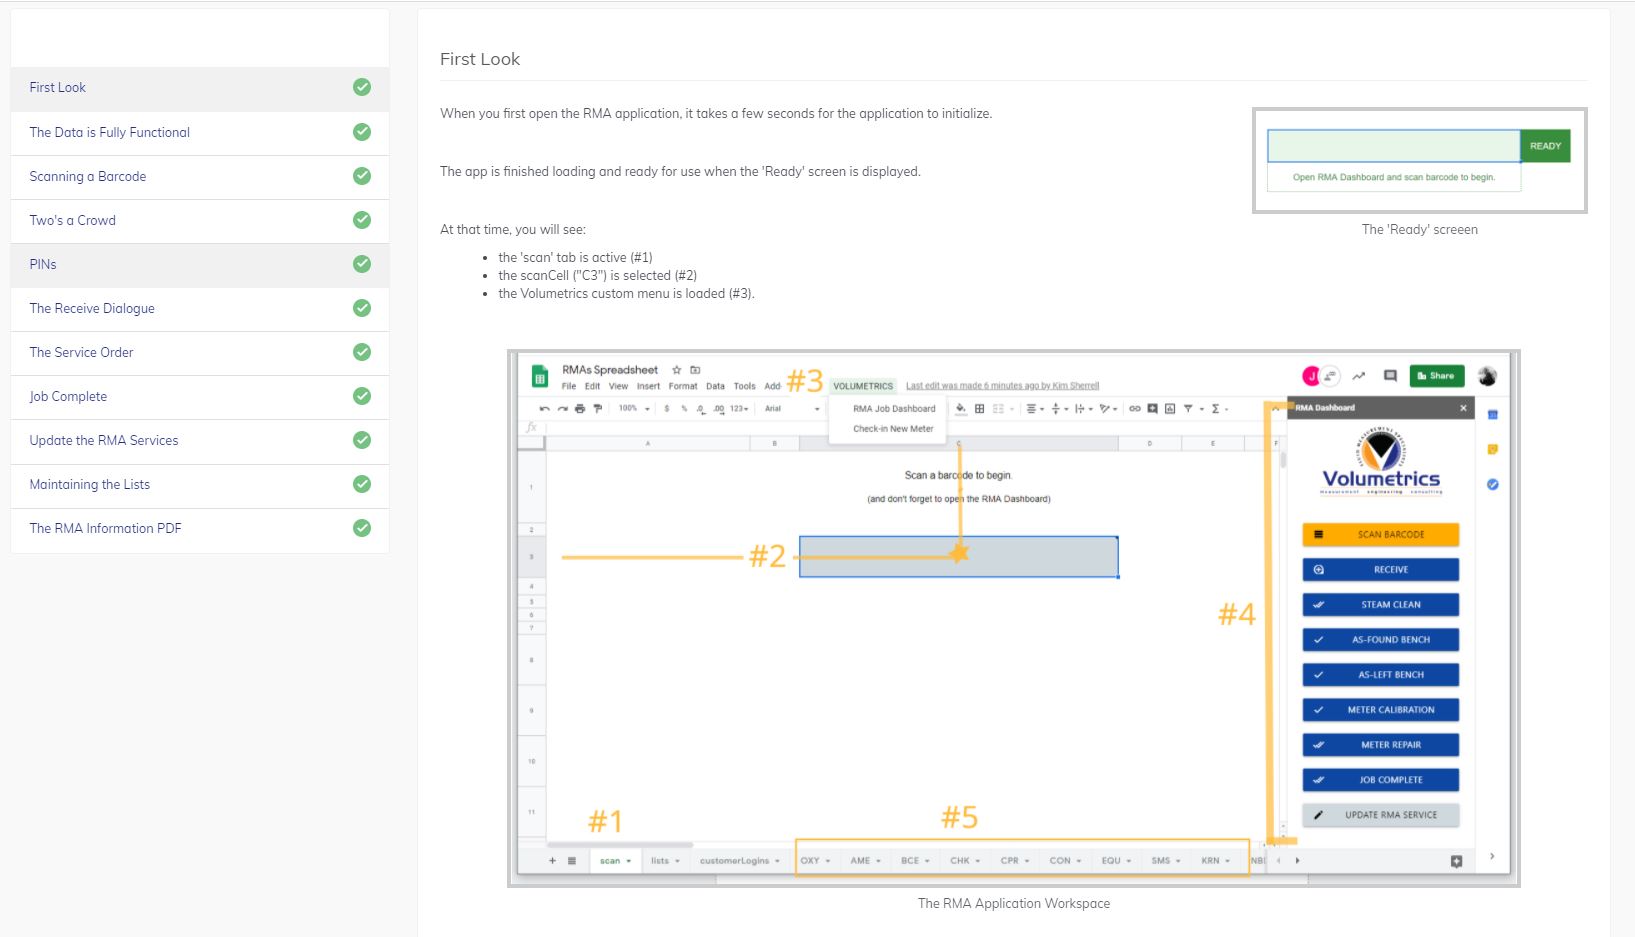 First Look
The Data is Fully Functional
Scanning a Barcode
Two's a Crowd
PINs
The Receive Dialogue
The Service Order
Job Complete
Update the RMA Services
Maintaining the Lists
The RMA Information PDF
First Look
When you first open the RMA application, it takes a few seconds for the application to initialize.
The app is finished loading and ready for use when the 'Ready' screen is displayed.
At that time, you will see:
the 'scan' tab is active (#1)
the scanCell ("C3") is selected (#2)
the Volumetrics custom menu is loaded (#3).
READY
Open RMA Dashboard and scan barcode to begin.
The 'Ready' screeen
RMAs Spreadsheet
File Edit View Insert Format Data Tools Add- #3 VOLUMETRICS Last edit was made 6 minutes ago by Kim Sherrell
J
Share
100% $ % .0 .00 123 Arial
RMA Job Dashboard
Check-in New Meter
fx
A B C D E F
1
2
3
4
5
6
7
8
9
10
11
Scan a barcode to begin.
(and don't forget to open the RMA Dashboard)
#2
#4
#1
#5
scan lists customerLogins OXY AME BCE CHK CPR CON EQU SMS KRN
RMA Dashboard
Volumetrics
measurement engineering consulting
SCAN BARCODE
RECEIVE
STEAM CLEAN
AS-FOUND BENCH
AS-LEFT BENCH
METER CALIBRATION
METER REPAIR
JOB COMPLETE
UPDATE RMA SERVICE
The RMA Application Workspace